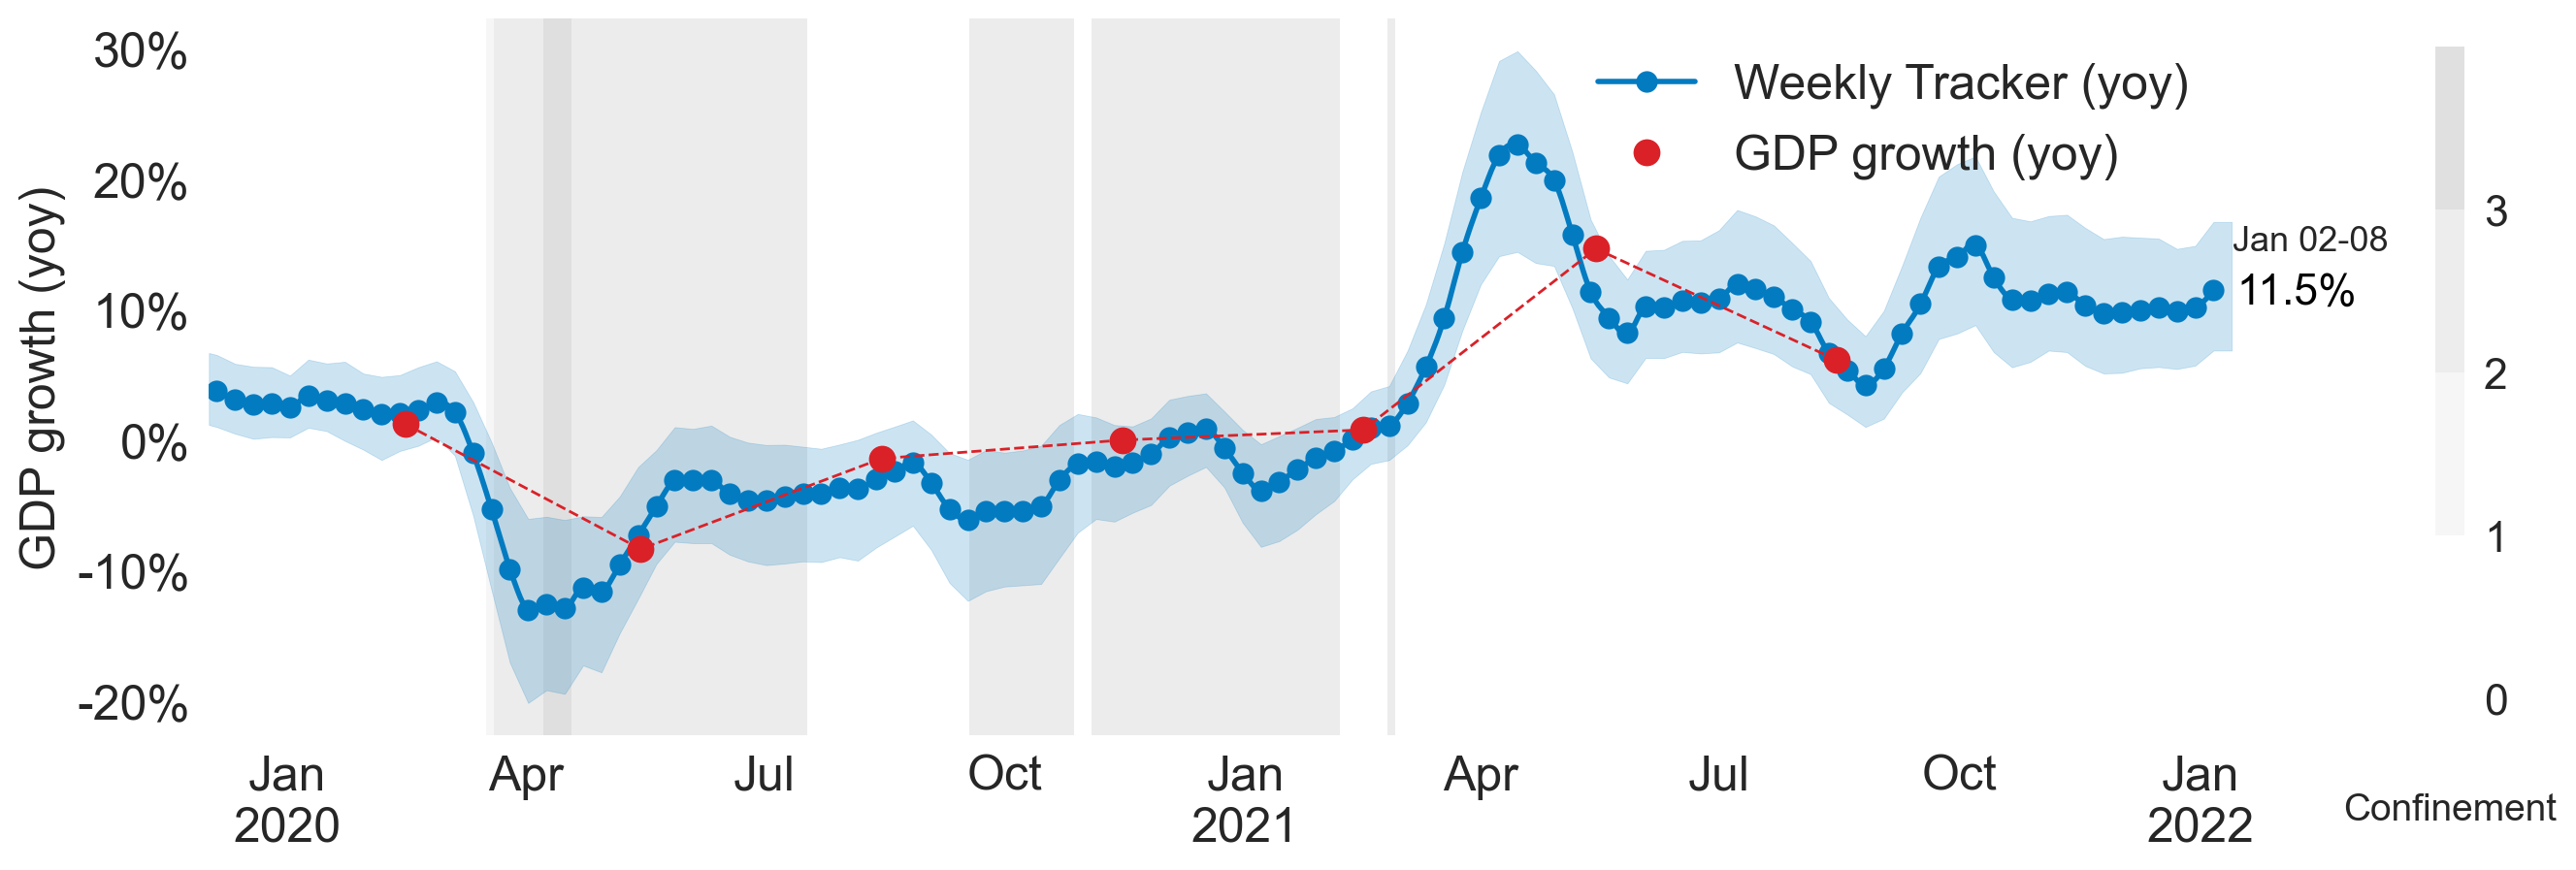 GDP growth (yoy)
30%
20%
10%
0%
-10%
-20%
Weekly Tracker (yoy)
GDP growth (yoy)
Jan 02-08
11.5%
3
2
1
0
Jan Apr Jul Oct Jan Apr Jul Oct Jan
2020 2021 2022
Confinement